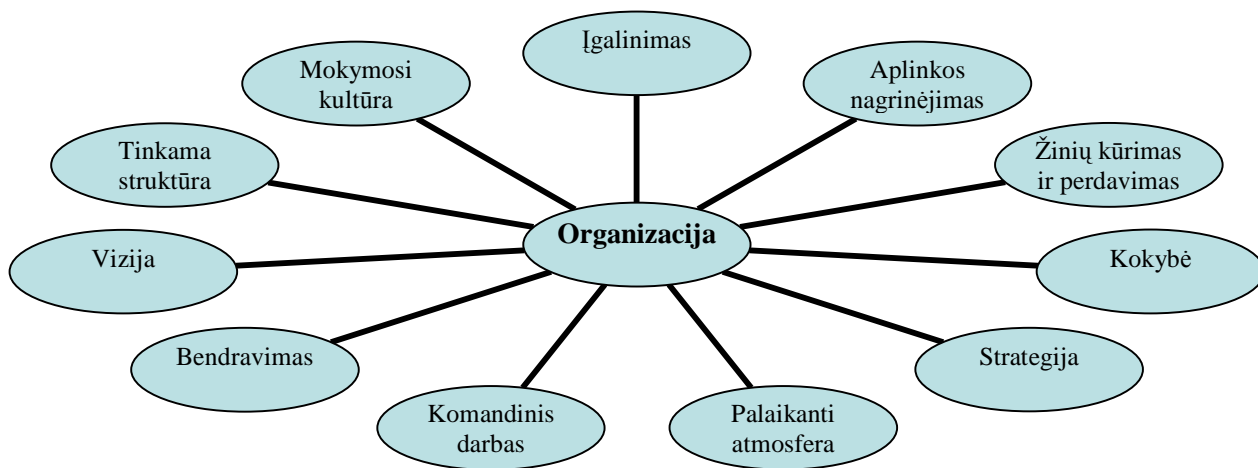 Įgalinimas
Mokymosi
kultūra
Aplinkos
nagrinėjimas
Tinkama
struktūra
Žinių kūrimas
ir perdavimas
Organizacija
Vizija
Kokybė
Bendravimas
Strategija
Komandinis
darbas
Palaikanti
atmosfera